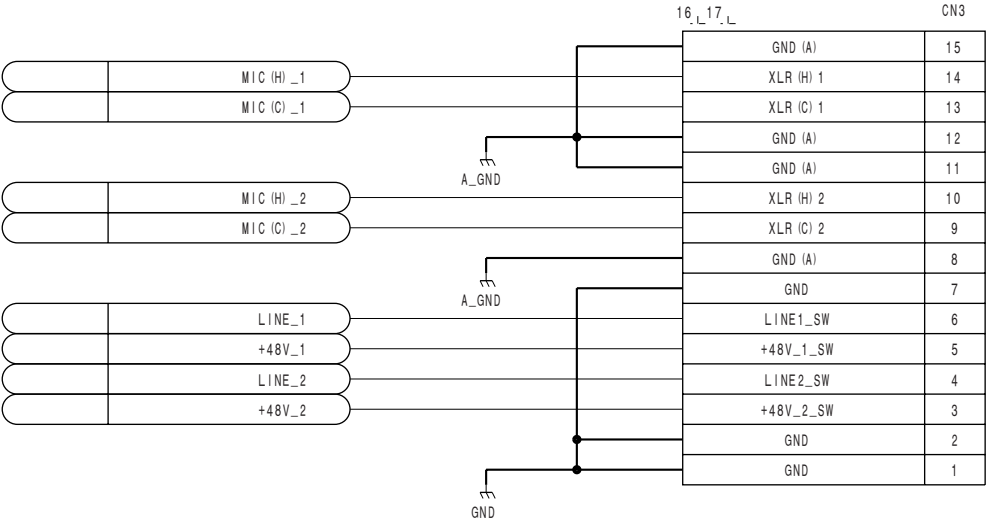 16 17 CN3
GND (A) 15
MIC (H) _1 XLR (H) 1 14
MIC (C) _1 XLR (C) 1 13
GND (A) 12
GND (A) 11
A_GND
MIC (H) _2 XLR (H) 2 10
MIC (C) _2 XLR (C) 2 9
GND (A) 8
GND 7
A_GND
LINE_1 LINE1_SW 6
+48V_1 +48V_1_SW 5
LINE_2 LINE2_SW 4
+48V_2 +48V_2_SW 3
GND 2
GND 1
GND